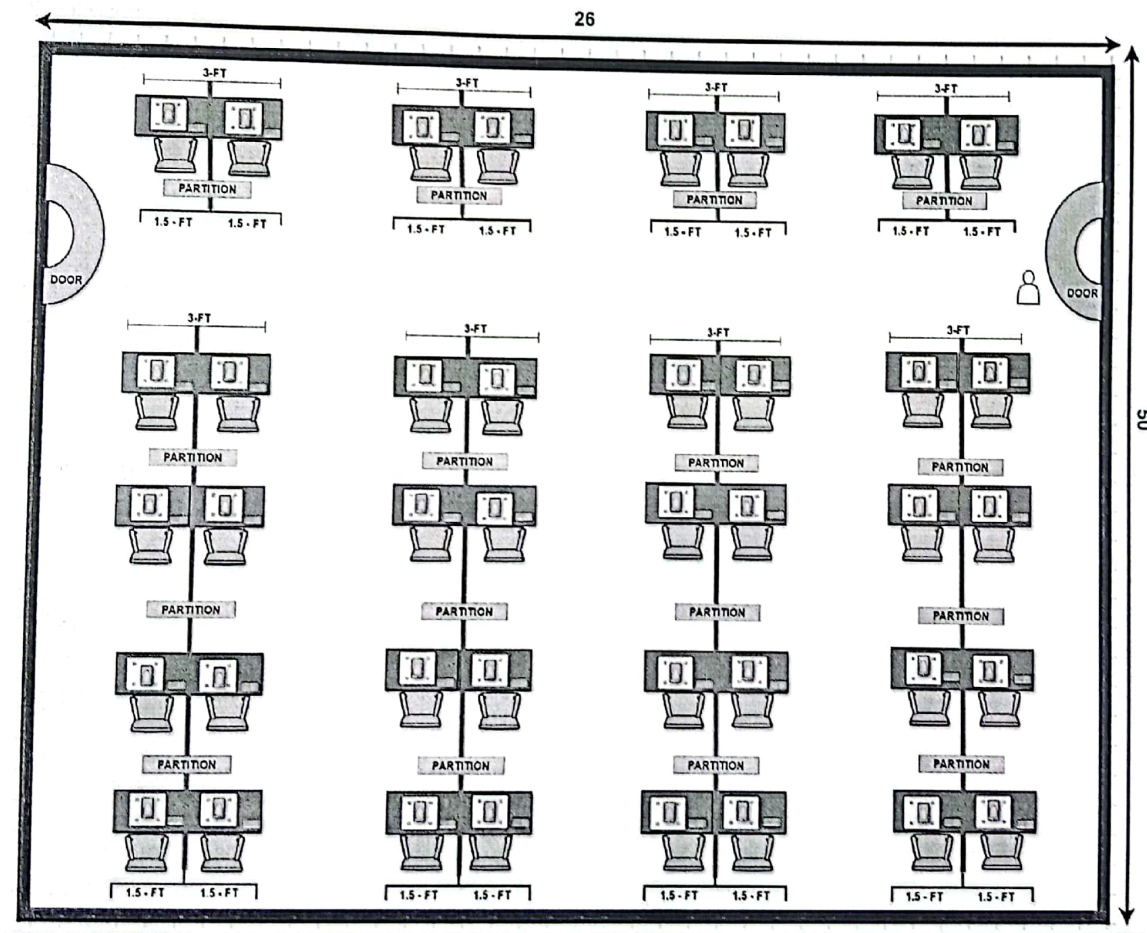 26
3-FT 3-FT 3-FT 3-FT
PARTITION PARTITION PARTITION PARTITION
1.5 - FT 1.5 - FT 1.5 - FT 1.5 - FT 1.5 - FT 1.5 - FT 1.5 - FT 1.5 - FT
DOOR DOOR
3-FT 3-FT 3-FT 3-FT
50
PARTITION PARTITION PARTITION PARTITION
PARTITION PARTITION PARTITION PARTITION
PARTITION PARTITION PARTITION PARTITION
1.5 - FT 1.5 - FT 1.5 - FT 1.5 - FT 1.5 - FT 1.5 - FT 1.5 - FT 1.5 - FT